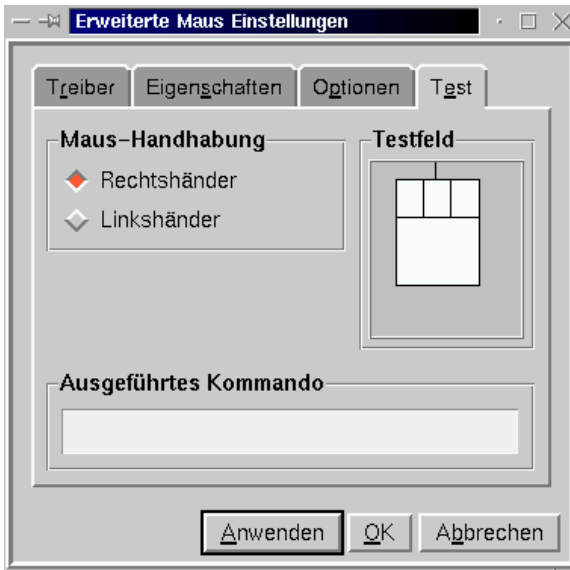 Erweiterte Maus Einstellungen
Treiber Eigenschaften Optionen Test
Maus-Handhabung
Rechtshänder
Linkshänder
Testfeld
Ausgeführtes Kommando
Anwenden OK Abbrechen